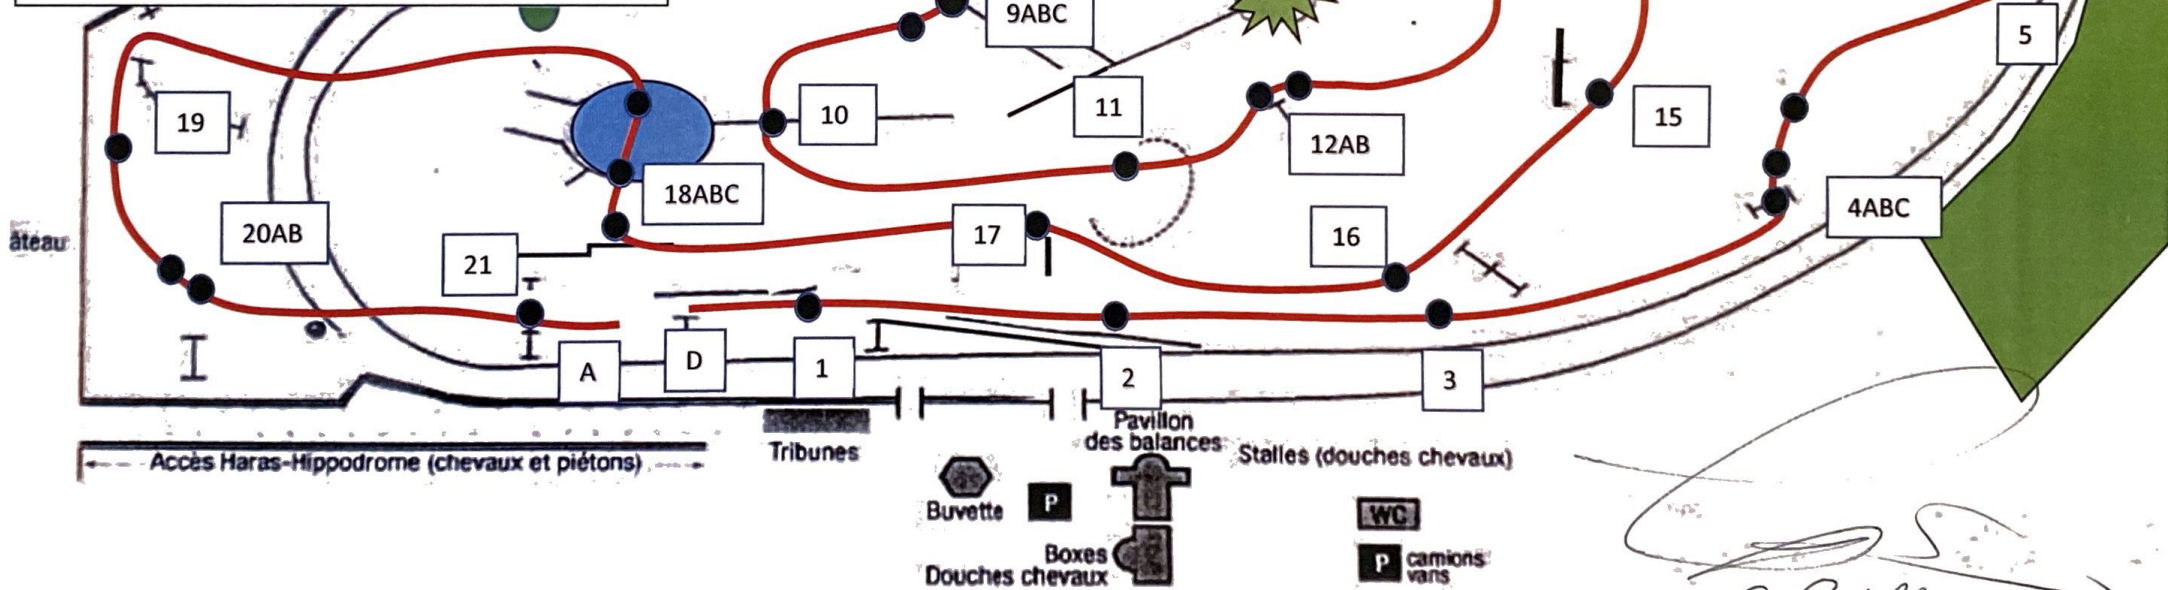 9ABC
5
10
11
19
12AB
15
18ABC
4ABC
20AB
17
16
âteau
21
D
1
A
2
3
Pavillon
des balances
Tribunes
Stalles (douches chevaux)
Accès Haras-Hippodrome (chevaux et piétons)
Buvette
P
WC
Boxes
Douches chevaux
P
camions
vans